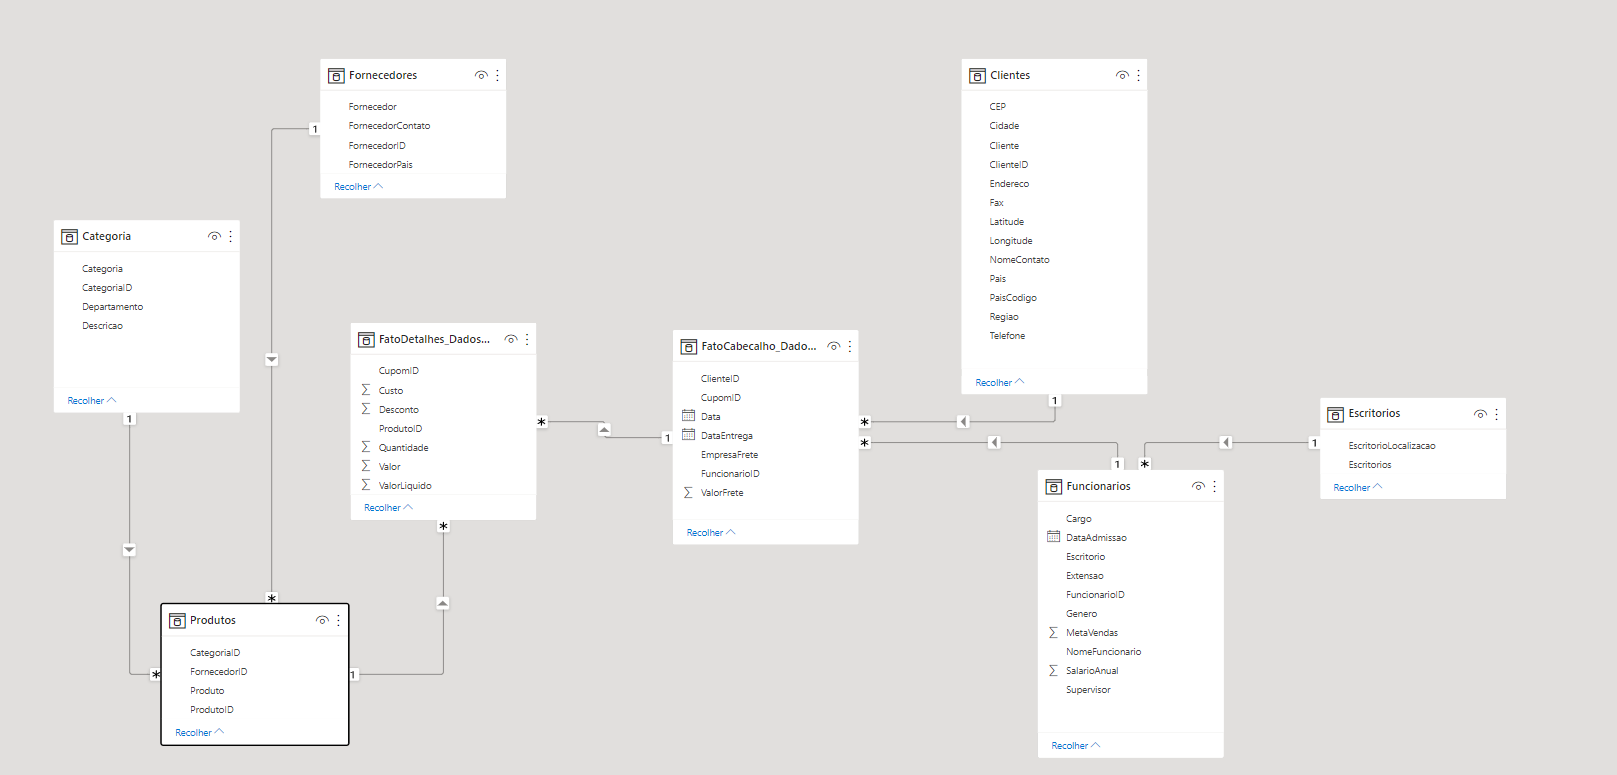 Fornecedores
Fornecedor
FornecedorContato
FornecedorID
FornecedorPais
Recolher
1
Clientes
CEP
Cidade
Cliente
ClienteID
Endereco
Fax
Latitude
Longitude
NomeContato
Pais
PaisCodigo
Regiao
Telefone
Recolher
1
Categoria
Categoria
CategoriaID
Departamento
Descricao
Recolher
1
FatoDetalhes_Dados...
CupomID
Custo
Desconto
ProdutoID
Quantidade
Valor
ValorLiquido
Recolher
*
*
FatoCabecalho_Dado...
ClienteID
CupomID
Data
DataEntrega
EmpresaFrete
FuncionarioID
ValorFrete
Recolher
1
*
*
Escritorios
EscritorioLocalizacao
Escritorios
Recolher
1
1
*
Funcionarios
Cargo
DataAdmissao
Escritorio
Extensao
FuncionarioID
Genero
MetaVendas
NomeFuncionario
SalarioAnual
Supervisor
Recolher
*
*
Produtos
CategoriaID
FornecedorID
Produto
ProdutoID
Recolher
1